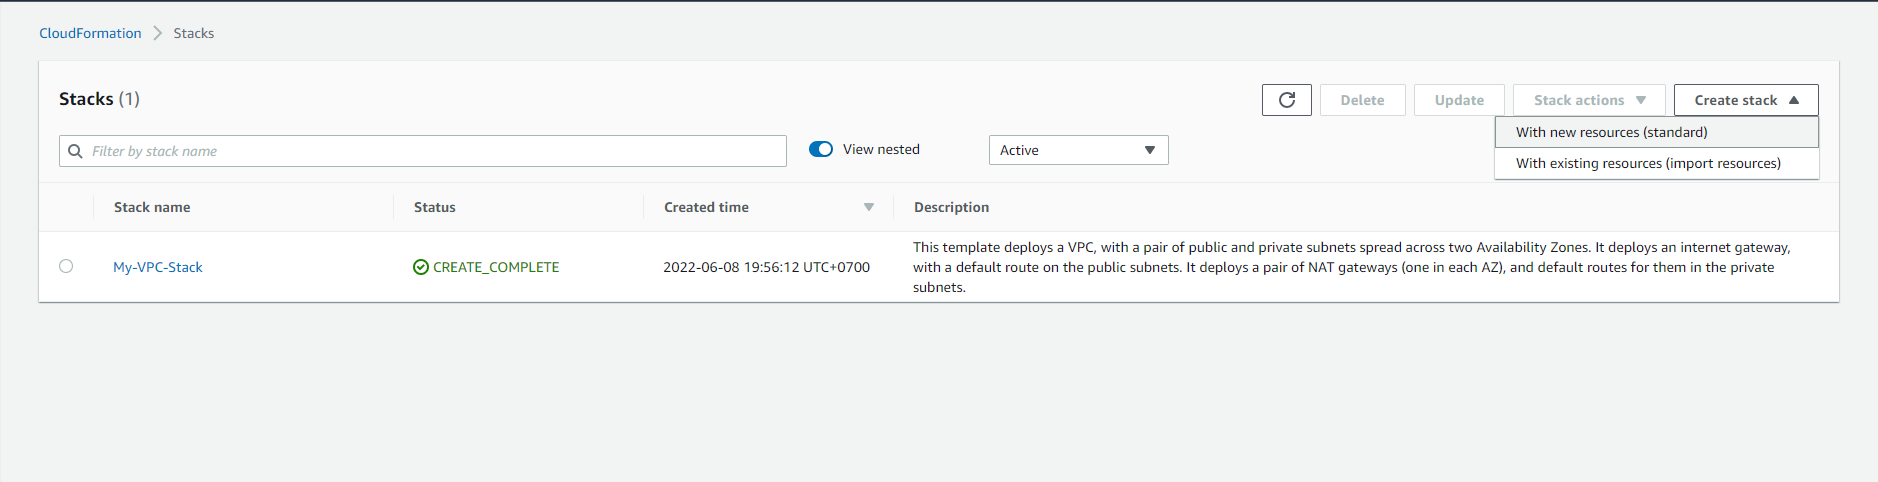 CloudFormation > Stacks
Stacks (1)
Delete
Update
Stack actions
Create stack
With new resources (standard)
With existing resources (import resources)
Filter by stack name
View nested
Active
Stack name
Status
Created time
Description
My-VPC-Stack
CREATE_COMPLETE
2022-06-08 19:56:12 UTC+0700
This template deploys a VPC, with a pair of public and private subnets spread across two Availability Zones. It deploys an internet gateway,
with a default route on the public subnets. It deploys a pair of NAT gateways (one in each AZ), and default routes for them in the private
subnets.